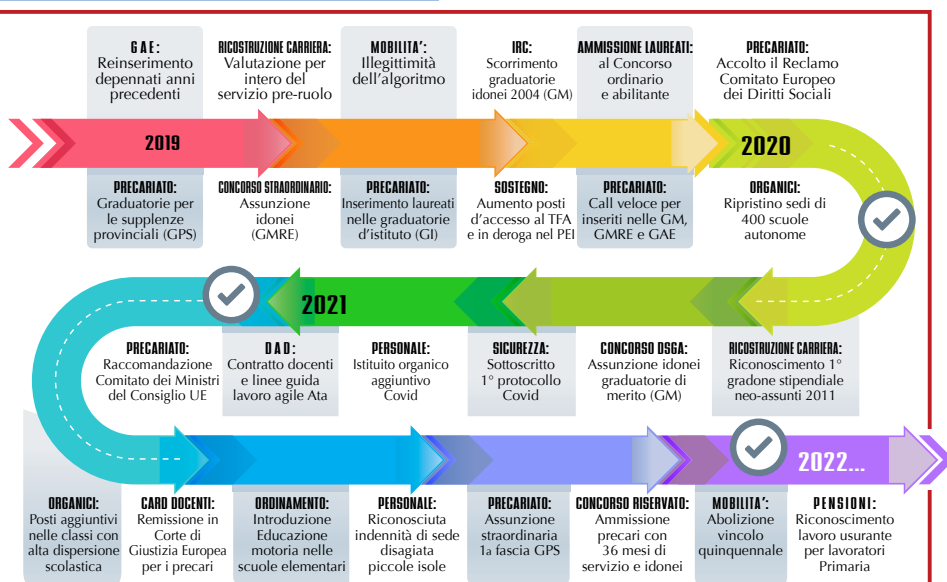 GAE:
Reinserimento
depennati anni
precedenti
RICOSTRUZIONE CARRIERA:
Valutazione per
intero del
servizio pre-ruolo
MOBILITA':
Illegittimità
dell'algoritmo
IRC:
Scorrimento
graduatorie
idonei 2004 (GM)
AMMISSIONE LAUREATI:
al Concorso
ordinario
e abilitante
PRECARIATO:
Accolto il Reclamo
Comitato Europeo
dei Diritti Sociali
2019
2020
PRECARIATO:
Graduatorie per
le supplenze
provinciali (GPS)
CONCORSO STRAORDINARIO:
Assunzione
idonei
(GMRE)
PRECARIATO:
Inserimento laureati
nelle graduatorie
d'istituto (GI)
SOSTEGNO:
Aumento posti
d'accesso al TFA
e in deroga nel PEI
PRECARIATO:
Call veloce per
inseriti nelle GM,
GMRE e GAE
ORGANICI:
Ripristino sedi di
400 scuole
autonome
2021
PRECARIATO:
Raccomandazione
Comitato dei Ministri
del Consiglio UE
DAD:
Contratto docenti
e linee guida
lavoro agile Ata
PERSONALE:
Istituito organico
aggiuntivo
Covid
SICUREZZA:
Sottoscritto
1° protocollo
Covid
CONCORSO DSGA:
Assunzione idonei
graduatorie di
merito (GM)
RICOSTRUZIONE CARRIERA:
Riconoscimento 1°
gradone stipendiale
neo-assunti 2011
2022...
ORGANICI:
Posti aggiuntivi
nelle classi con
alta dispersione
scolastica
CARD DOCENTI:
Remissione in
Corte di
Giustizia Europea
per i precari
ORDINAMENTO:
Introduzione
Educazione
motoria nelle
scuole elementari
PERSONALE:
Riconosciuta
indennità di sede
disagiata
piccole isole
PRECARIATO:
Assunzione
straordinaria
1a fascia GPS
CONCORSO RISERVATO:
Ammissione
precari con
36 mesi di
servizio e idonei
MOBILITA':
Abolizione
vincolo
quinquennale
PENSIONI:
Riconoscimento
lavoro usurante
per lavoratori
Primaria